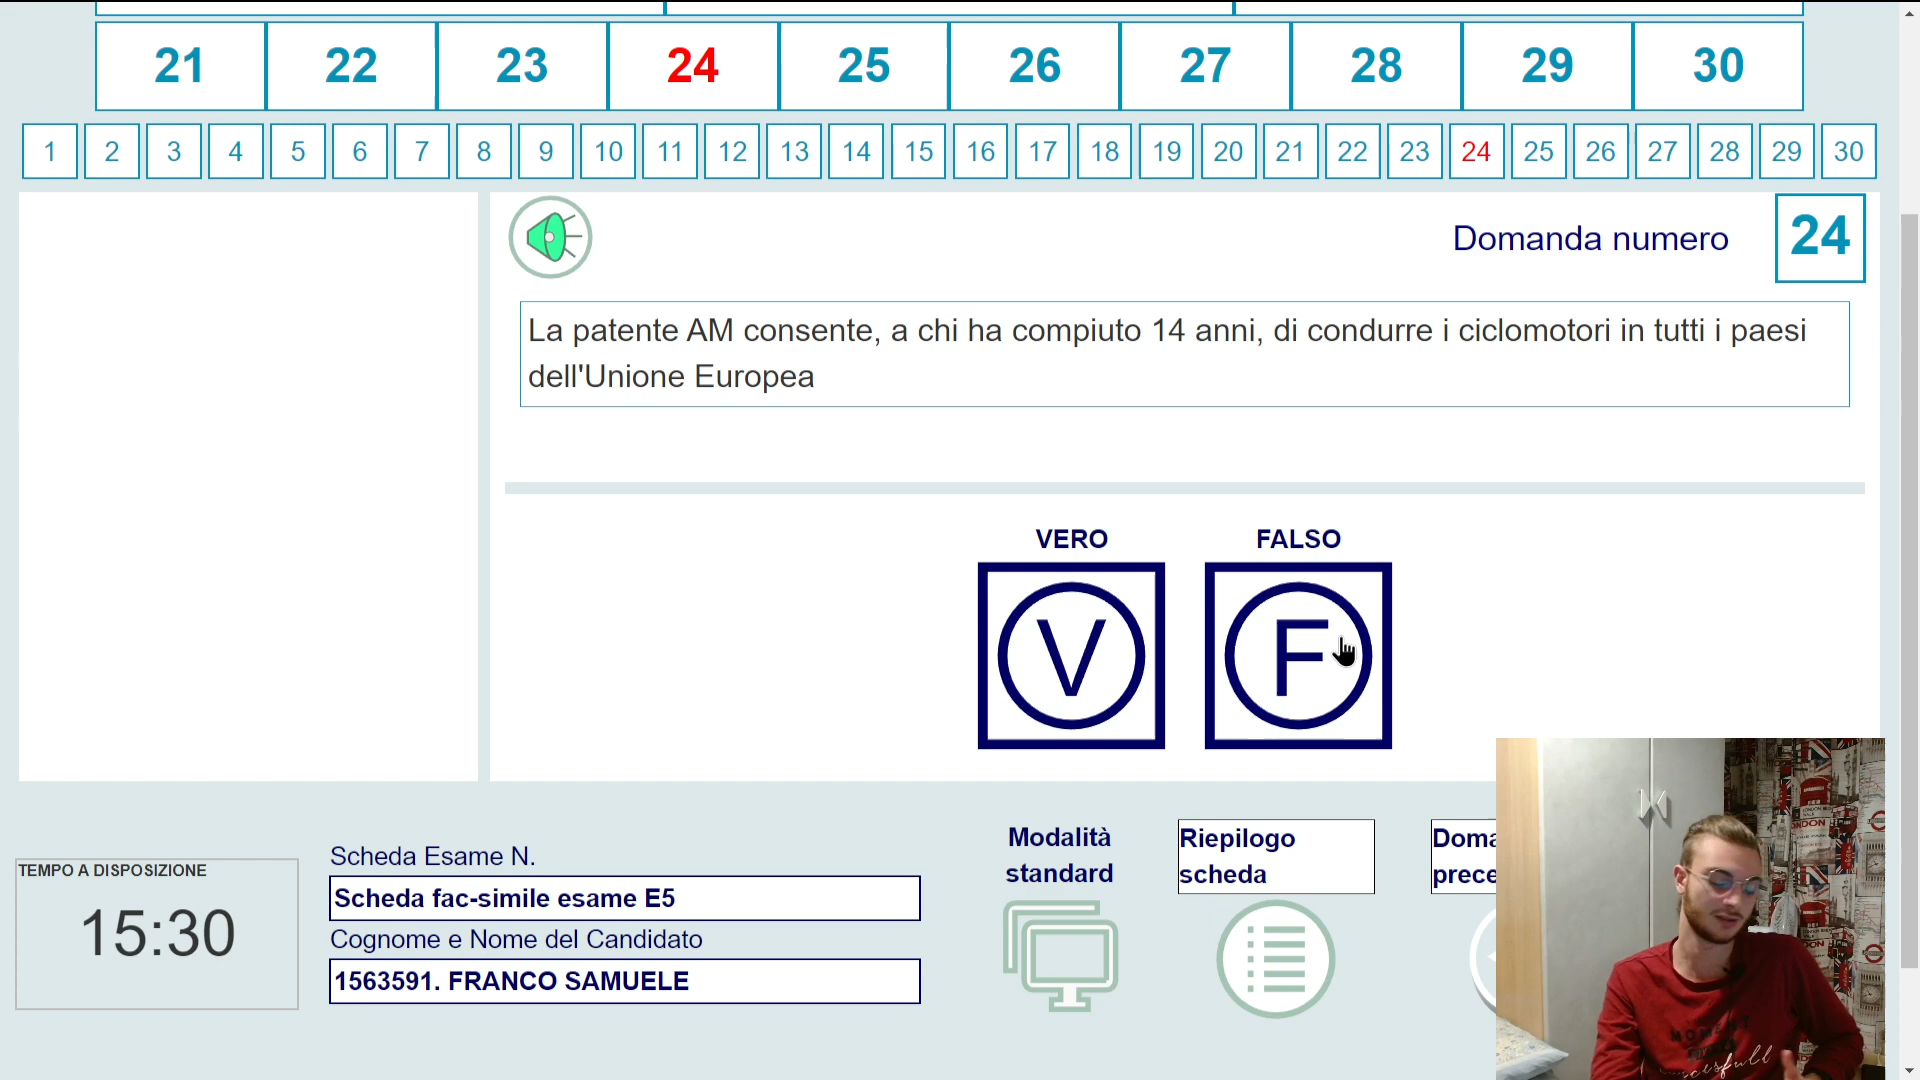 21 22 23 24 25 26 27 28 29 30
1 2 3 4 5 6 7 8 9 10 11 12 13 14 15 16 17 18 19 20 21 22 23 24 25 26 27 28 29 30
Domanda numero 24
La patente AM consente, a chi ha compiuto 14 anni, di condurre i ciclomotori in tutti i paesi
dell'Unione Europea
VERO FALSO
V F
TEMPO A DISPOSIZIONE
15:30
Scheda Esame N.
Scheda fac-simile esame E5
Cognome e Nome del Candidato
1563591. FRANCO SAMUELE
Modalità
standard
Riepilogo
scheda
Doma
prece